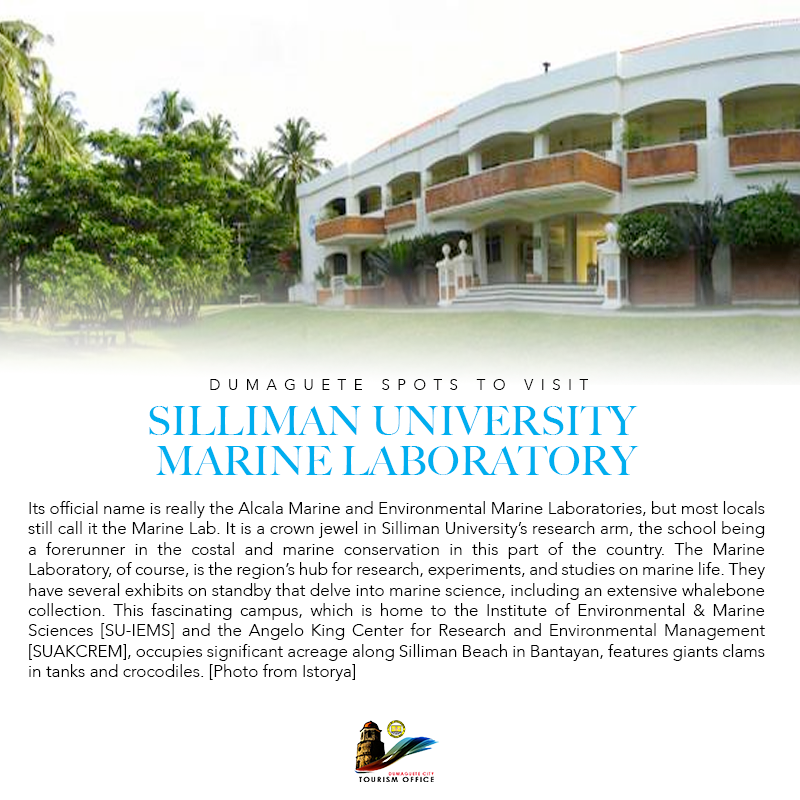 DUMAGUETE SPOTS TO VISIT
SILLIMAN UNIVERSITY
MARINE LABORATORY
Its official name is really the Alcala Marine and Environmental Marine Laboratories, but most locals
still call it the Marine Lab. It is a crown jewel in Silliman University’s research arm, the school being
a forerunner in the costal and marine conservation in this part of the country. The Marine
Laboratory, of course, is the region’s hub for research, experiments, and studies on marine life. They
have several exhibits on standby that delve into marine science, including an extensive whalebone
collection. This fascinating campus, which is home to the Institute of Environmental & Marine
Sciences [SU-IEMS] and the Angelo King Center for Research and Environmental Management
[SUAKCREM], occupies significant acreage along Silliman Beach in Bantayan, features giants clams
in tanks and crocodiles. [Photo from Istorya]
DUMAGUETE CITY
TOURISM OFFICE